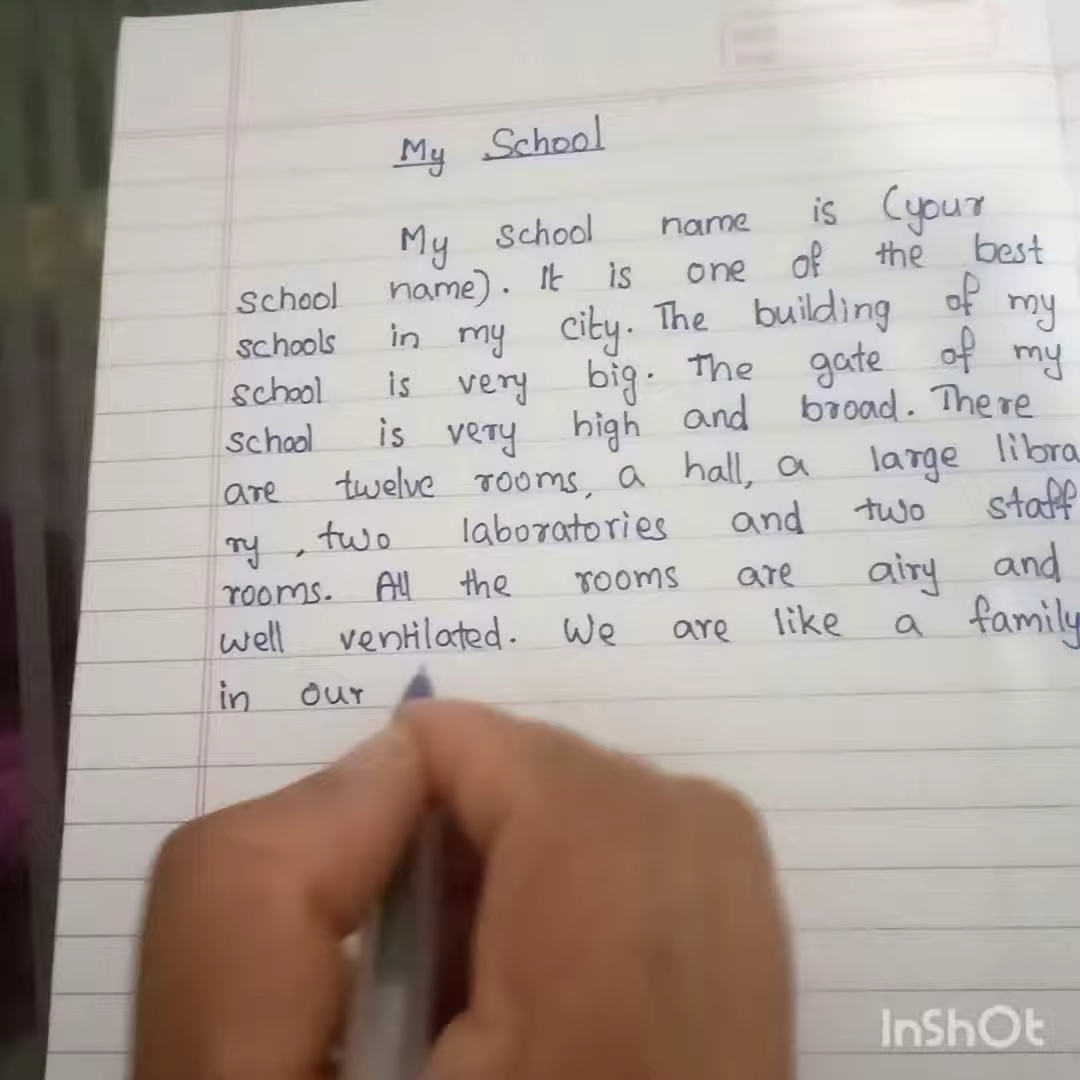 My School
My school name is (your
school name). It is one of the best
schools in my city. The building of my
school is very big. The gate of my
school is very high and broad. There
are twelve rooms, a hall, a large libra
ry, two laboratories and two staff
rooms. All the rooms are airy and
well ventilated. We are like a family
in our
InShOt